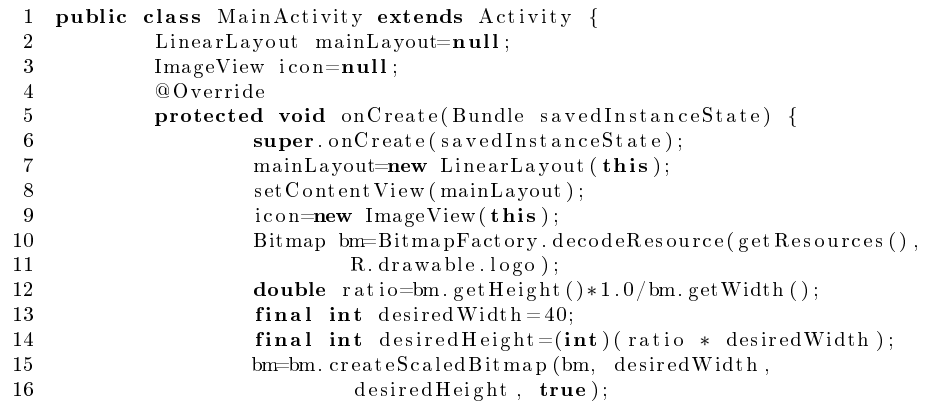 1 public class MainActivity extends Activity {
2 LinearLayout mainLayout=null;
3 ImageView icon=null;
4 @Override
5 protected void onCreate(Bundle savedInstanceState) {
6 super.onCreate(savedInstanceState);
7 mainLayout=new LinearLayout(this);
8 setContentView(mainLayout);
9 icon=new ImageView(this);
10 Bitmap bm=BitmapFactory.decodeResource(getResources(),
11 R.drawable.logo);
12 double ratio=bm.getHeight()*1.0/bm.getWidth();
13 final int desiredWidth=40;
14 final int desiredHeight=(int)(ratio * desiredWidth);
15 bm=bm.createScaledBitmap(bm, desiredWidth,
16 desiredHeight, true);